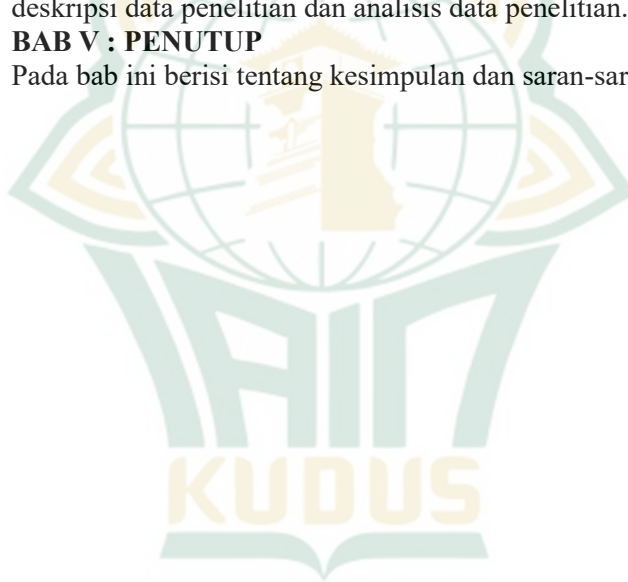 deskripsi data penelitian dan analisis data penelitian.
BAB V : PENUTUP
Pada bab ini berisi tentang kesimpulan dan saran-sar
IAIN
KUDUS